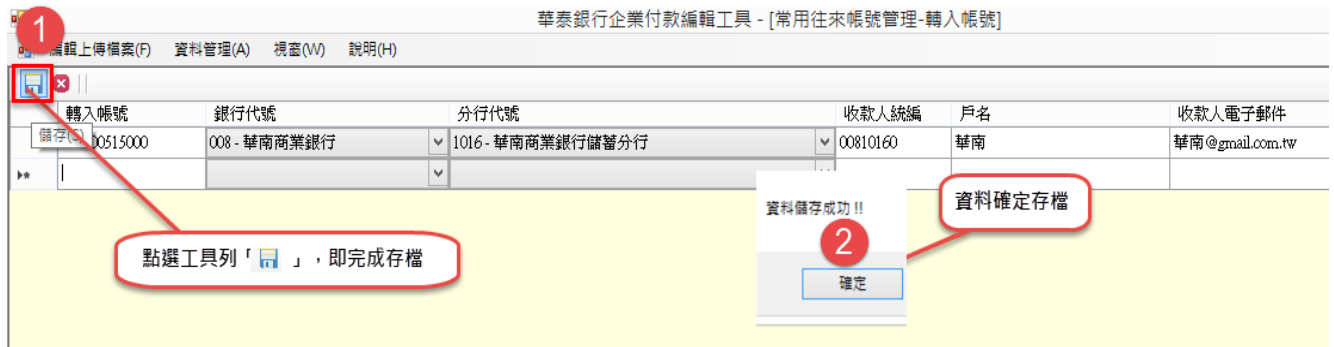 1
華泰銀行企業付款編輯工具 - [常用往來帳號管理-轉入帳號]
編輯上傳檔案(F) 資料管理(A) 視窗(W) 說明(H)
轉入帳號 銀行代號 分行代號 收款人統編 戶名 收款人電子郵件
儲存(S) 00515000 008 - 華南商業銀行 1016 - 華南商業銀行儲蓄分行 00810160 華南 華南@gmail.com.tw
資料儲存成功 !!
資料確定存檔
2
點選工具列「 」，即完成存檔
確定